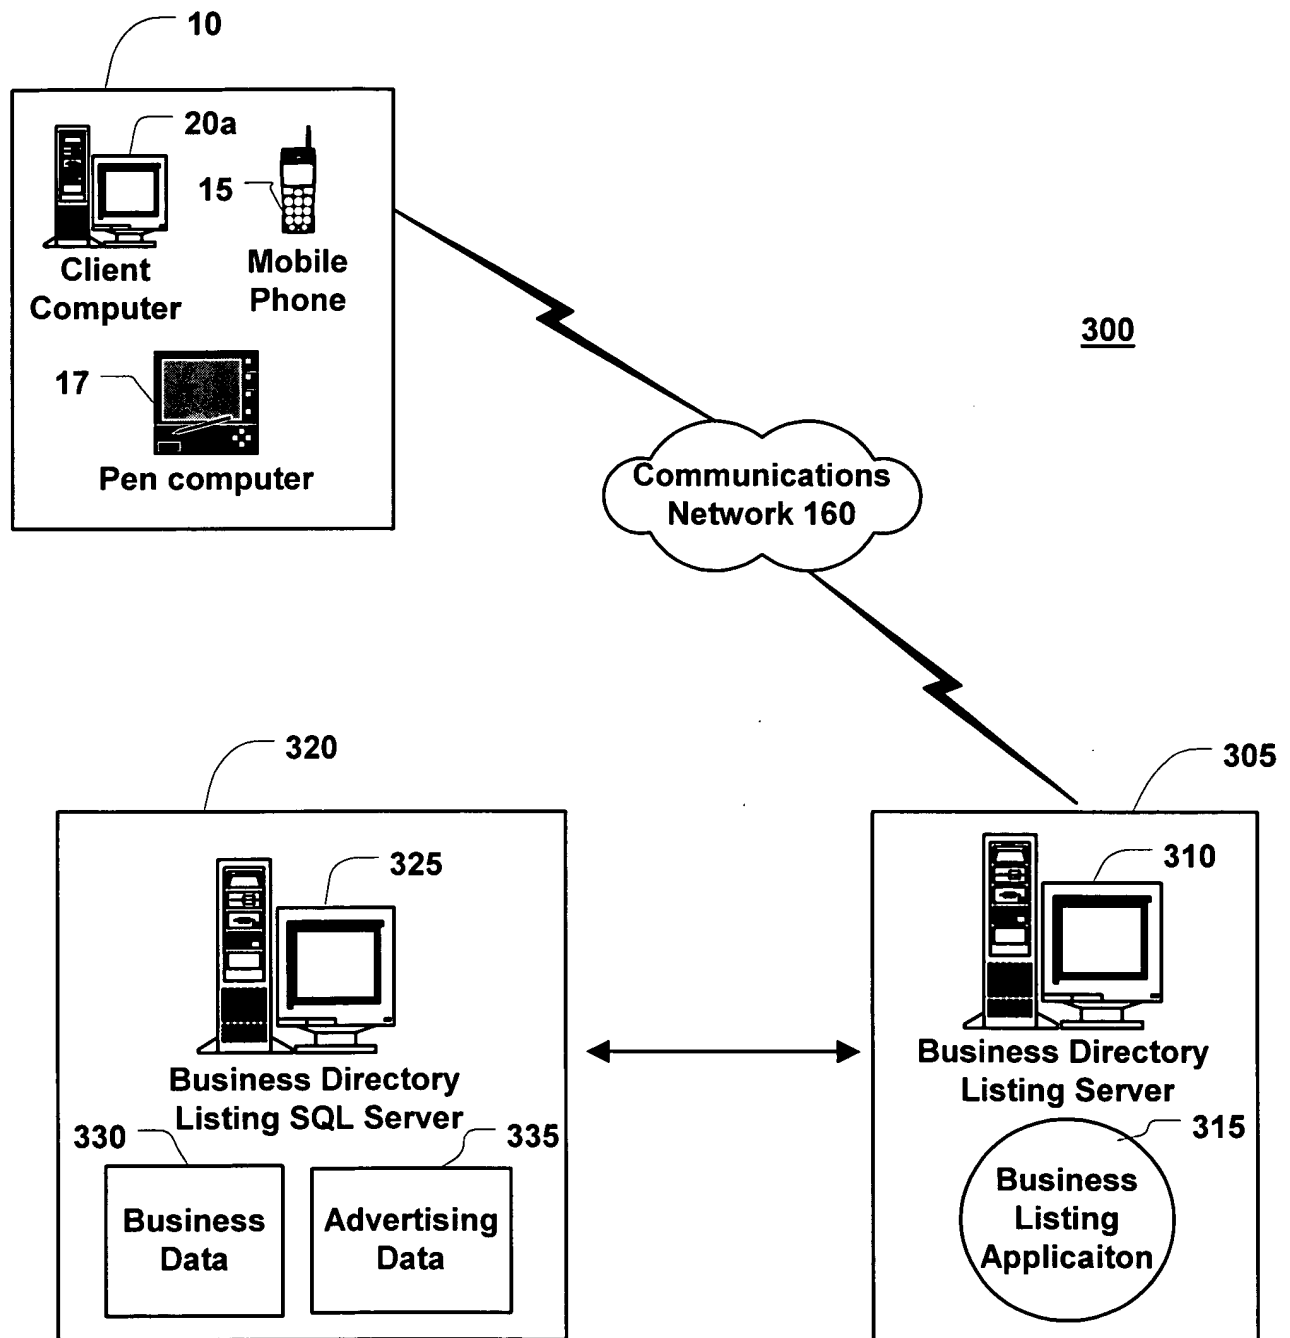 10
20a
15
Client
Computer
Mobile
Phone
17
Pen computer
300
Communications
Network 160
320
305
325
310
Business Directory
Listing SQL Server
Business Directory
Listing Server
330
335
315
Business
Data
Advertising
Data
Business
Listing
Applicaiton